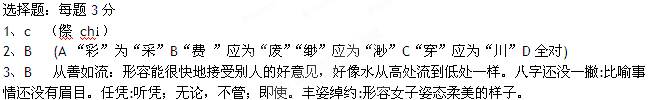 选择题：每题 3 分
1、c （傺 chì）
2、B （A “彩”为“采”B“费 ”应为“废”“缈”应为“渺”C“穿”应为“川”D 全对）
3、B 从善如流：形容能很快地接受别人的好意见，好像水从高处流到低处一样。八字还没一撇:比喻事
情还没有眉目。任凭:听凭；无论，不管；即使。丰姿绰约:形容女子姿态柔美的样子。